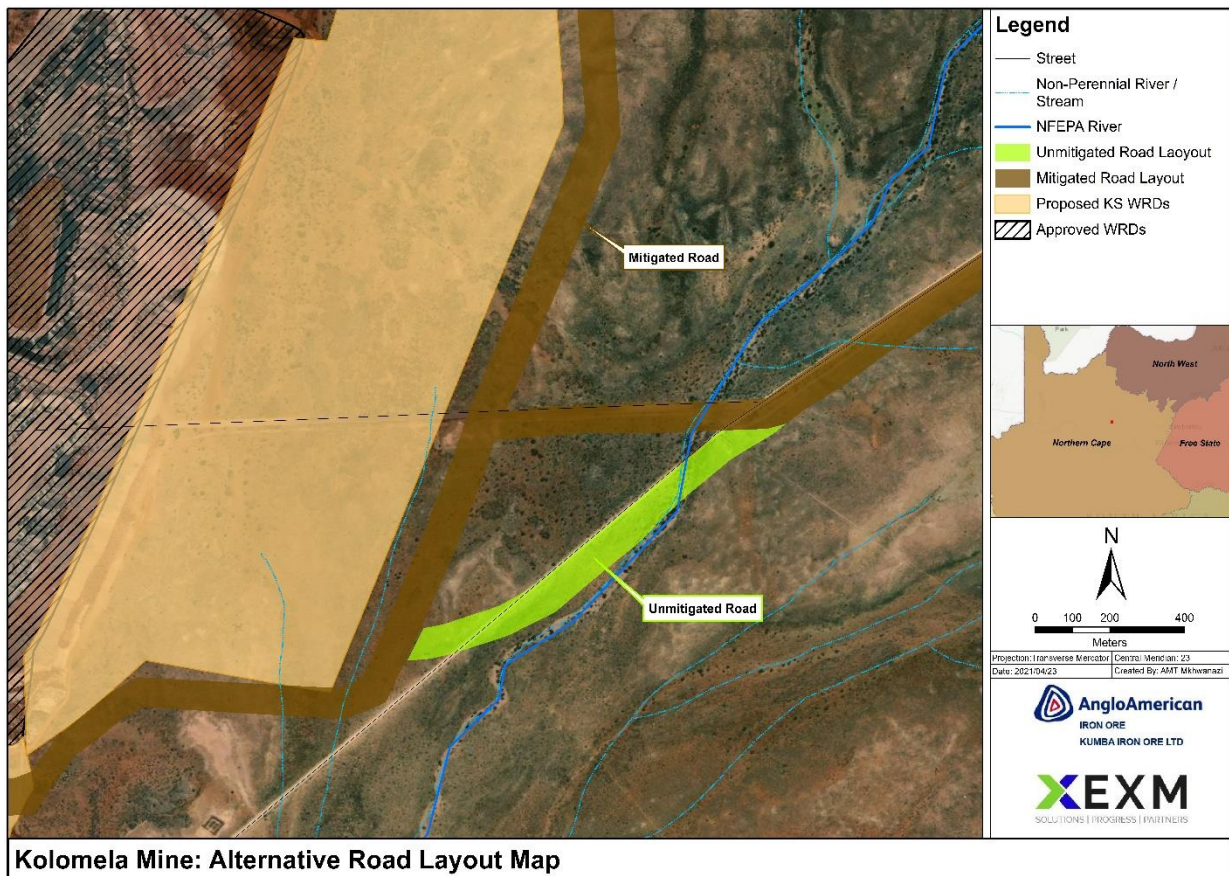 Legend
Street
Non-Perennial River /
Stream
NFEPA River
Unmitigated Road Laoyout
Mitigated Road Layout
Proposed KS WRDs
Approved WRDs
Mitigated Road
Unmitigated Road
North West
Northern Cape
Free State
N
0 100 200 400
Meters
Projection: Transverse Mercator Central Meridian: 23
Date: 2021/04/23 Created By: AMT Mkhwanazi
AngloAmerican
IRON ORE
KUMBA IRON ORE LTD
EXM
SOLUTIONS | PROGRESS | PARTNERS
Kolomela Mine: Alternative Road Layout Map